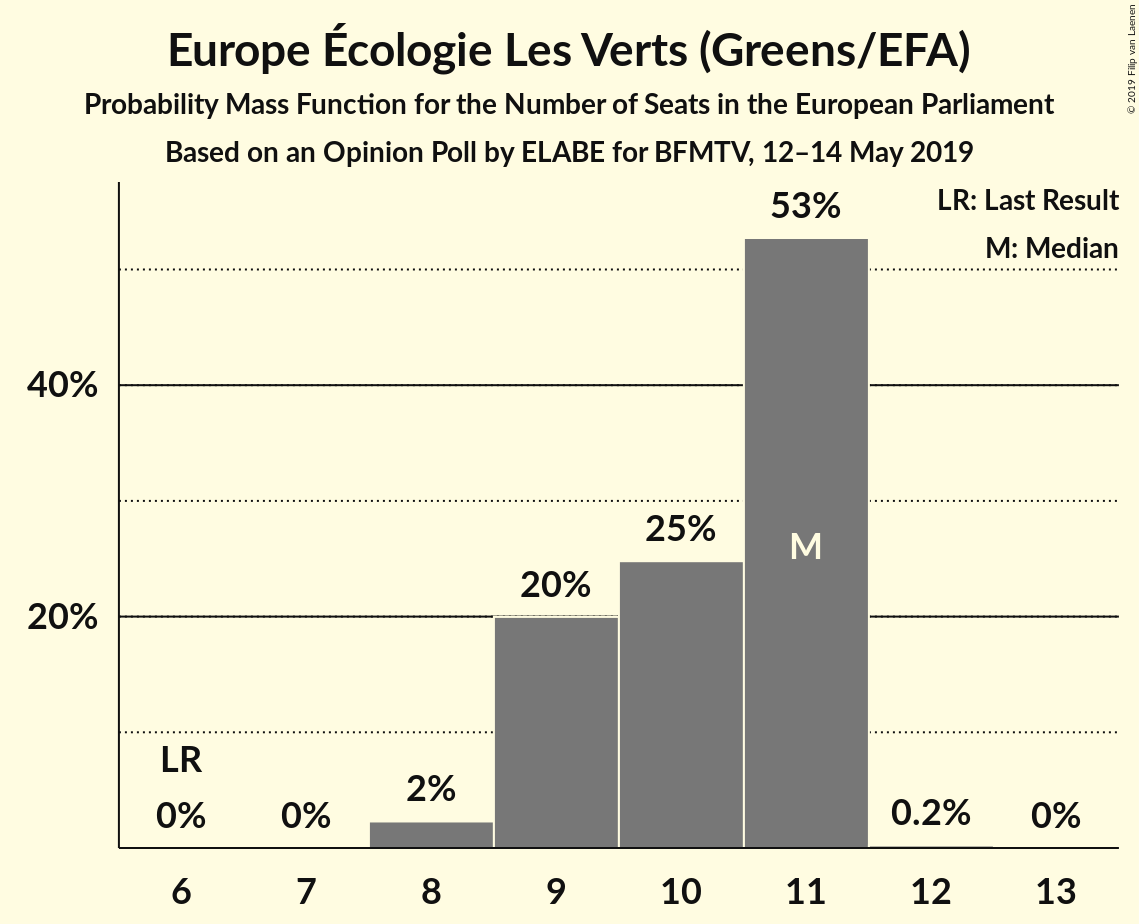 Europe Écologie Les Verts (Greens/EFA)
Probability Mass Function for the Number of Seats in the European Parliament
Based on an Opinion Poll by ELABE for BFMTV, 12–14 May 2019
© 2019 Filip van Laenen
LR: Last Result
M: Median
53%
40%
25%
M
20%
20%
LR
2%
0%
0%
0.2%
0%
6 7 8 9 10 11 12 13